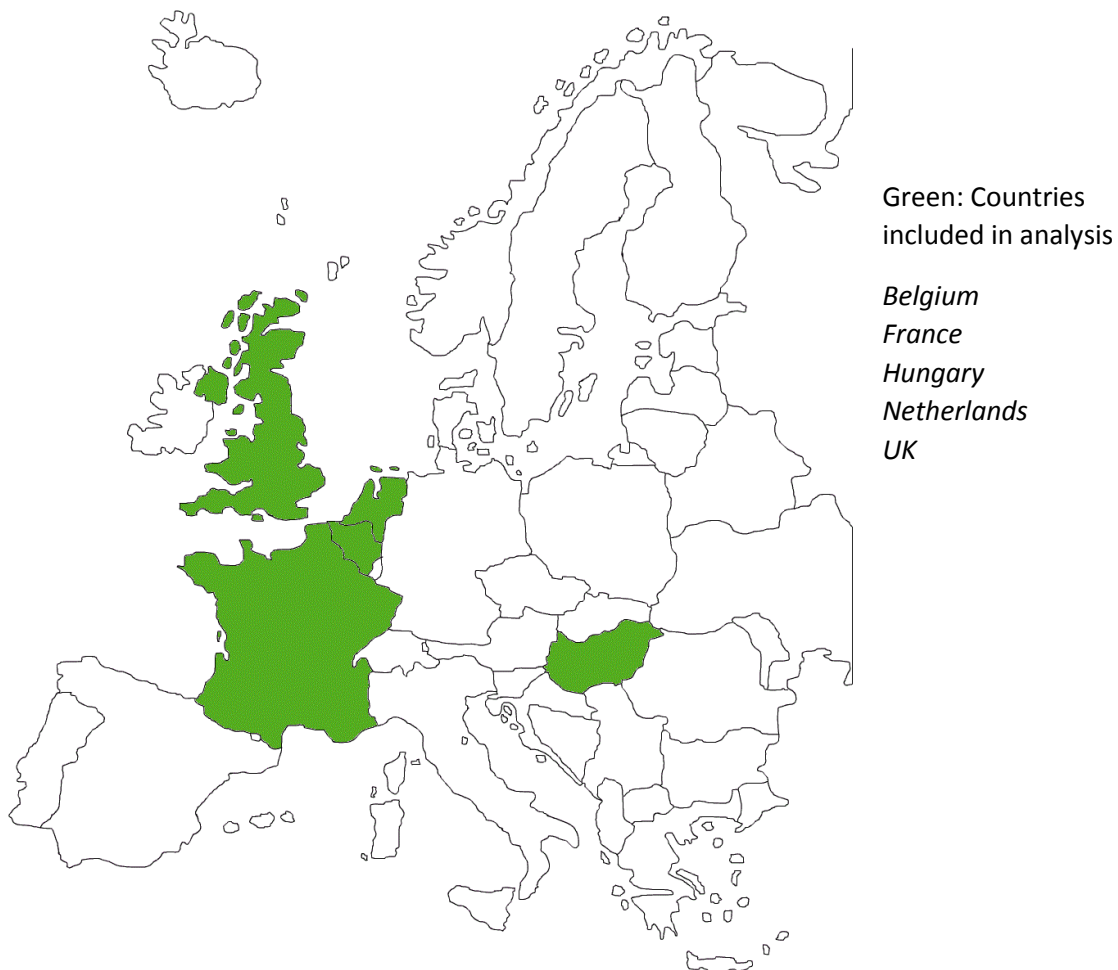 Green: Countries
included in analysis
Belgium
France
Hungary
Netherlands
UK